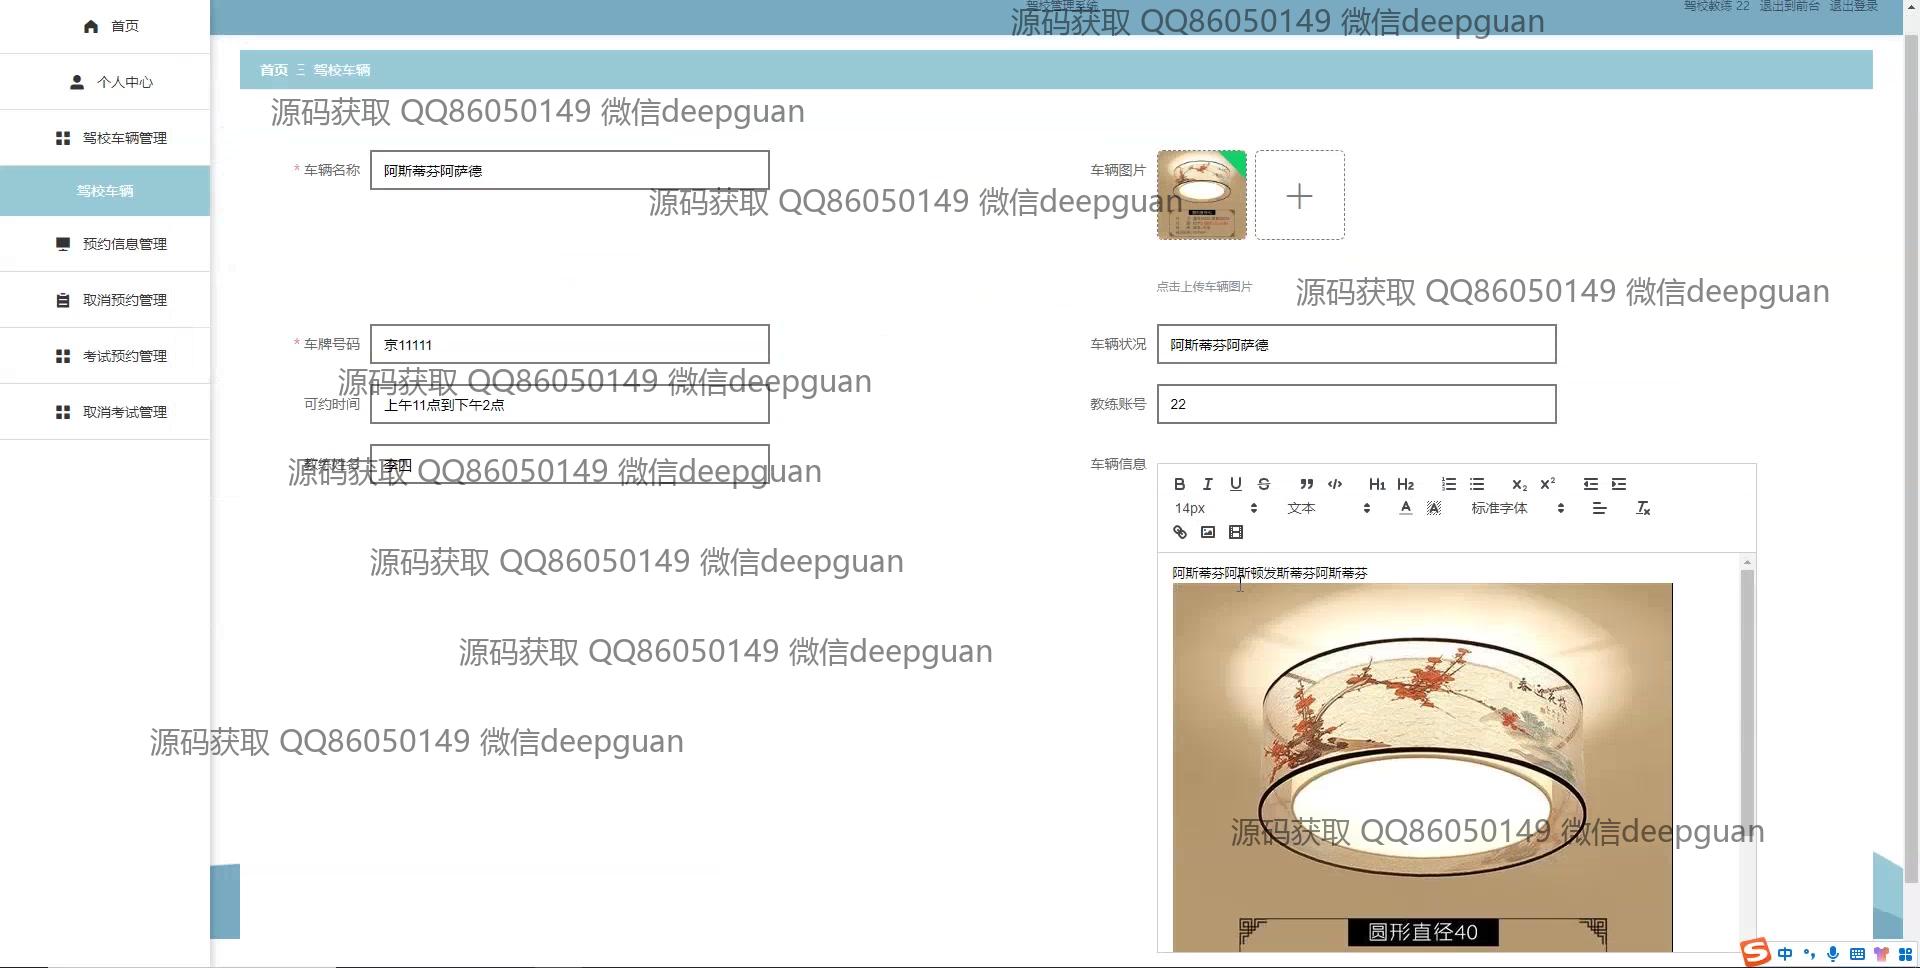 首页
个人中心
驾校车辆管理
驾校车辆
预约信息管理
取消预约管理
考试预约管理
取消考试管理
驾校管理系统
驾校教练 22 退出到前台 退出登录
源码获取 QQ86050149 微信deepguan
首页 驾校车辆
源码获取 QQ86050149 微信deepguan
* 车辆名称 阿斯蒂芬阿萨德
车辆图片
源码获取 QQ86050149 微信deepguan
点击上传车辆图片
源码获取 QQ86050149 微信deepguan
* 车牌号码 京11111
车辆状况 阿斯蒂芬阿萨德
源码获取 QQ86050149 微信deepguan
可约时间 上午11点到下午2点
教练账号 22
教练姓名 李四
源码获取 QQ86050149 微信deepguan
车辆信息
B I U S H1 H2 X2 X2
14px 文本 A A 标准字体 Tx
阿斯蒂芬阿斯顿发斯蒂芬阿斯蒂芬
源码获取 QQ86050149 微信deepguan
源码获取 QQ86050149 微信deepguan
源码获取 QQ86050149 微信deepguan
源码获取 QQ86050149 微信deepguan
圆形直径40
中